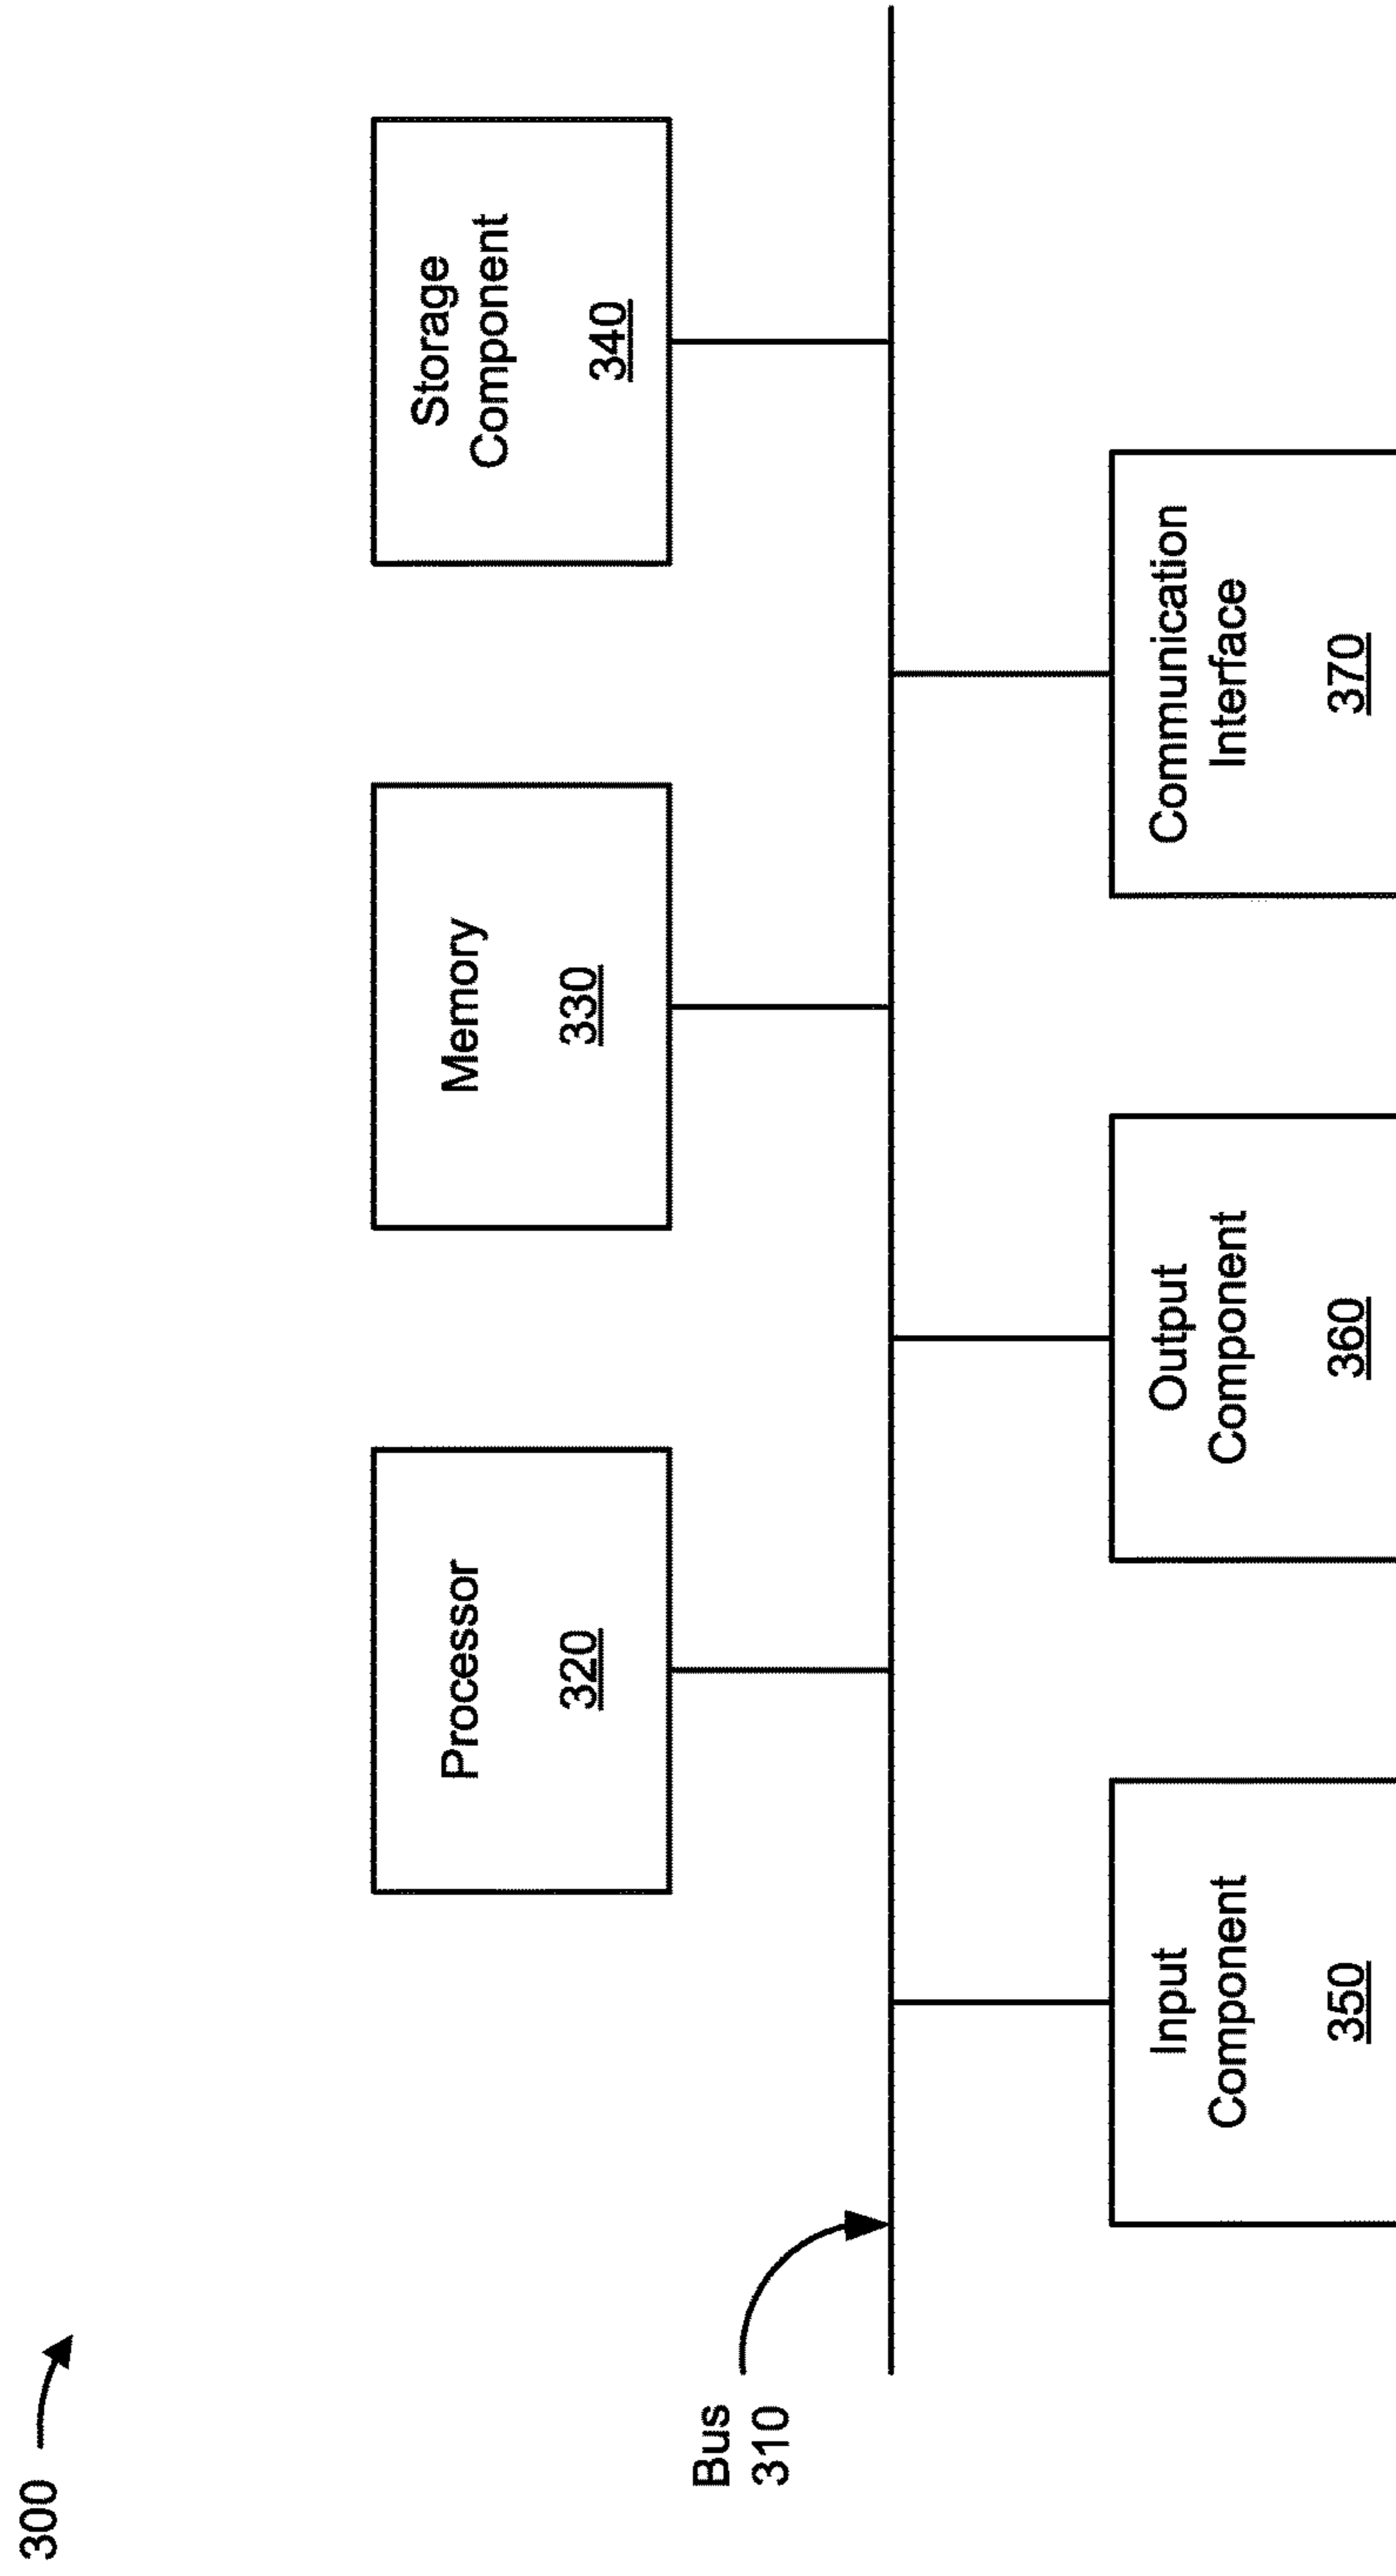 300
Processor
320
Memory
330
Storage
Component
340
Bus
310
Input
Component
350
Output
Component
360
Communication
Interface
370